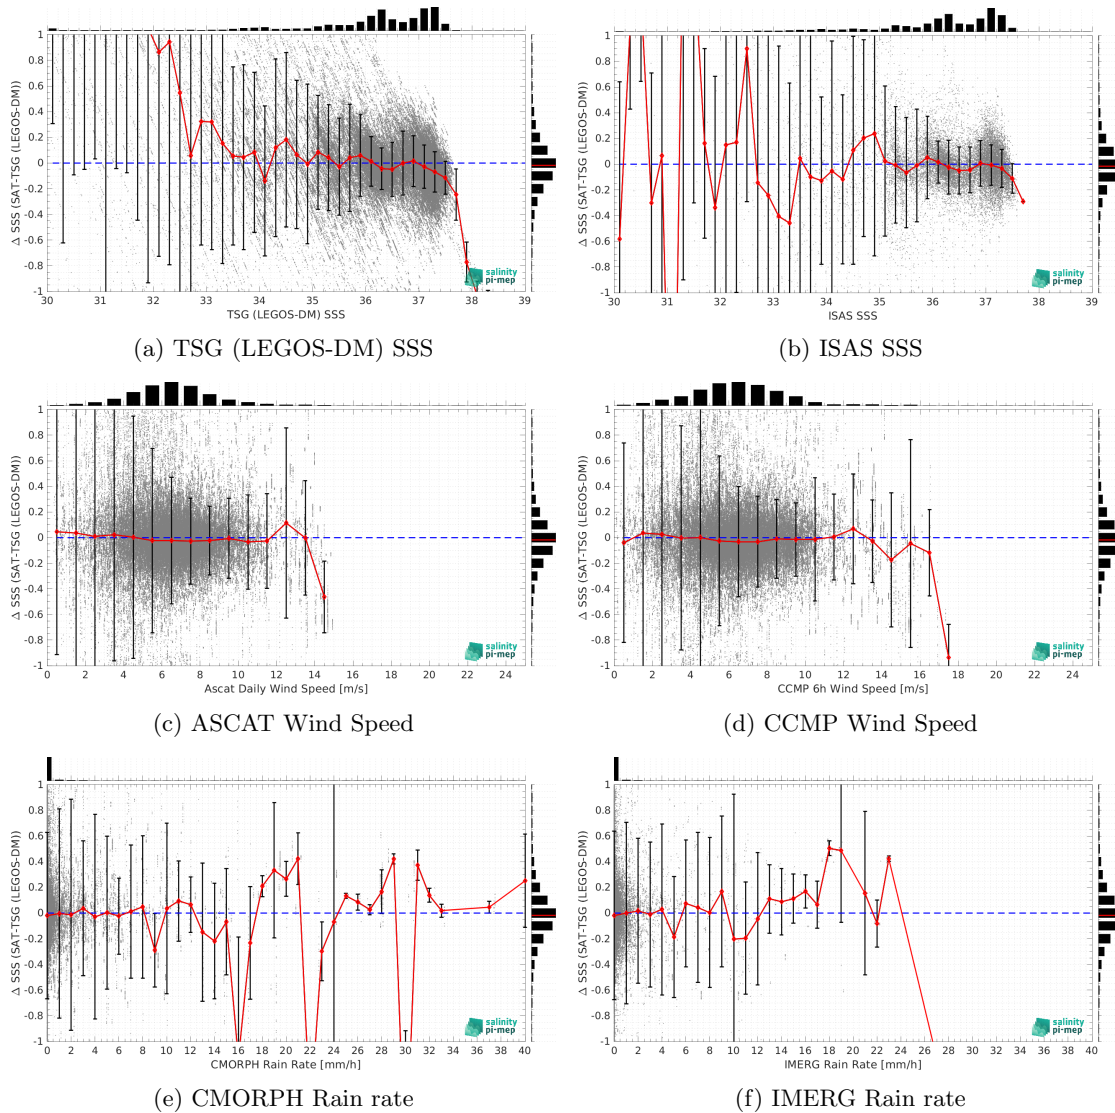 1
0.8
0.6
0.4
0.2
0
-0.2
-0.4
-0.6
-0.8
-1
Δ SSS (SAT-TSG (LEGOS-DM))
30 31 32 33 34 35 36 37 38 39
TSG (LEGOS-DM) SSS
salinity
pi-mep
(a) TSG (LEGOS-DM) SSS
1
0.8
0.6
0.4
0.2
0
-0.2
-0.4
-0.6
-0.8
-1
Δ SSS (SAT-TSG (LEGOS-DM))
30 31 32 33 34 35 36 37 38 39
ISAS SSS
salinity
pi-mep
(b) ISAS SSS
1
0.8
0.6
0.4
0.2
0
-0.2
-0.4
-0.6
-0.8
-1
Δ SSS (SAT-TSG (LEGOS-DM))
0 2 4 6 8 10 12 14 16 18 20 22 24
Ascat Daily Wind Speed [m/s]
salinity
pi-mep
(c) ASCAT Wind Speed
1
0.8
0.6
0.4
0.2
0
-0.2
-0.4
-0.6
-0.8
-1
Δ SSS (SAT-TSG (LEGOS-DM))
0 2 4 6 8 10 12 14 16 18 20 22 24
CCMP 6h Wind Speed [m/s]
salinity
pi-mep
(d) CCMP Wind Speed
1
0.8
0.6
0.4
0.2
0
-0.2
-0.4
-0.6
-0.8
-1
Δ SSS (SAT-TSG (LEGOS-DM))
0 2 4 6 8 10 12 14 16 18 20 22 24 26 28 30 32 34 36 38 40
CMORPH Rain Rate [mm/h]
salinity
pi-mep
(e) CMORPH Rain rate
1
0.8
0.6
0.4
0.2
0
-0.2
-0.4
-0.6
-0.8
-1
Δ SSS (SAT-TSG (LEGOS-DM))
0 2 4 6 8 10 12 14 16 18 20 22 24 26 28 30 32 34 36 38 40
IMERG Rain Rate [mm/h]
salinity
pi-mep
(f) IMERG Rain rate